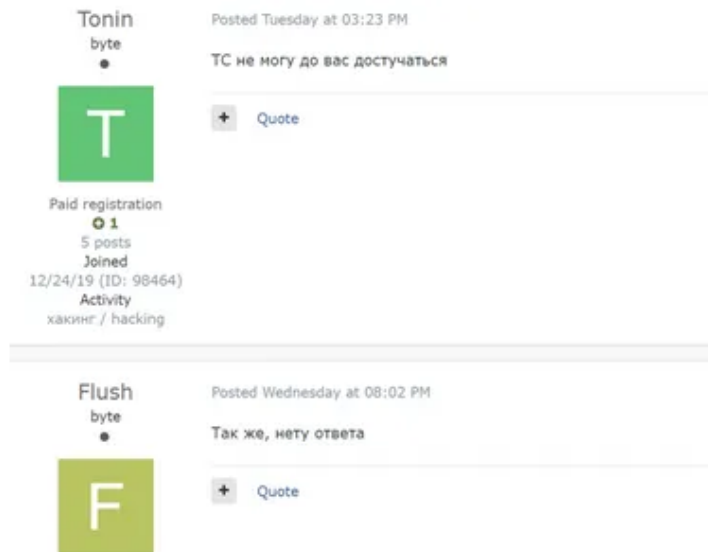 Tonin
byte
Posted Tuesday at 03:23 PM
ТС не могу до вас достучаться
T
+ Quote
Paid registration
1
5 posts
Joined
12/24/19 (ID: 98464)
Activity
хакинг / hacking
Flush
byte
Posted Wednesday at 08:02 PM
Так же, нету ответа
F
+ Quote